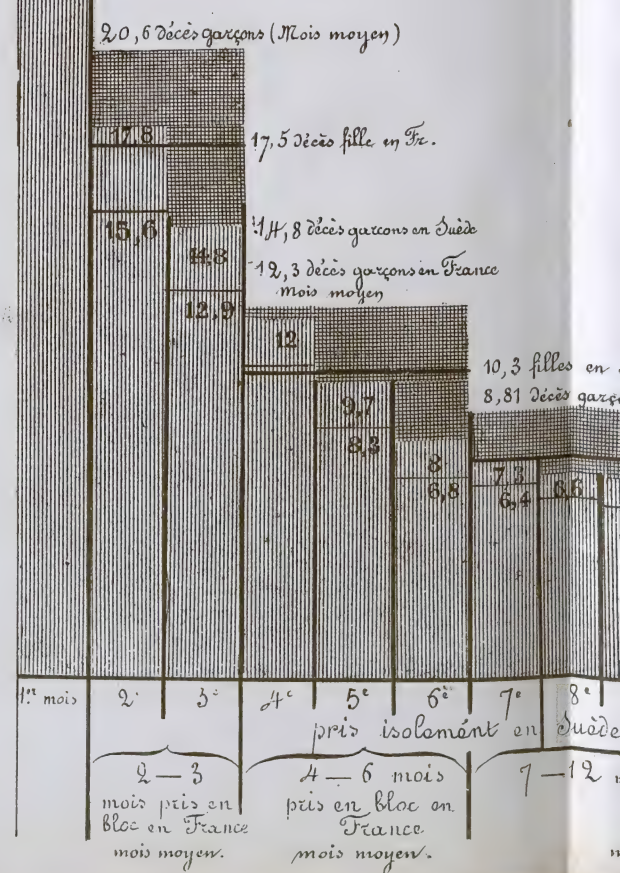 20,6 Décès garçons (Mois moyen)
17,8
17,5 Décès fille en Fr.
15,6
14,8 Décès garcons en Suède
14,8
12,3 décès garçons en France
Mois moyen
12,9
12
10,3 filles en
8,81 Décès
9,7
8,3
8
6,8
7,3
6,4
6,6
1er mois
2e
3e
4e
5e
6e
7e
8e
pris isolemént en Suède
2 — 3
mois pris en
bloc en France
mois moyen.
4 — 6 mois
pris en bloc en
France
mois moyen.
7 — 12